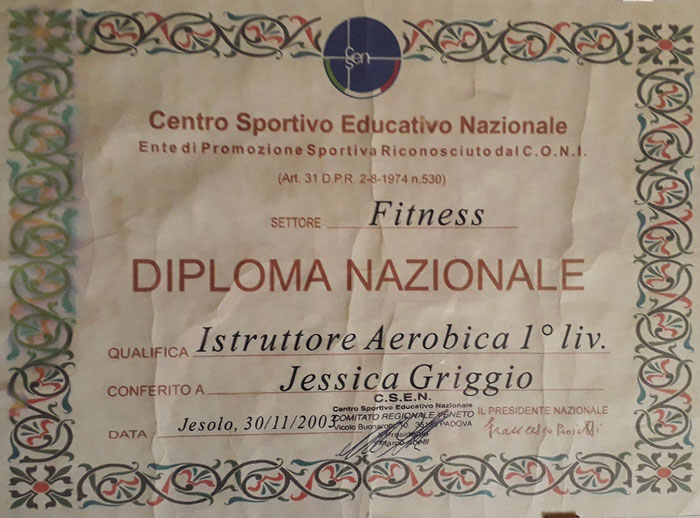 csen
Centro Sportivo Educativo Nazionale
Ente di Promozione Sportiva Riconosciuto dal C.O.N.I.
(Art. 31 D.P.R. 2-8-1974 n.530)
SETTORE Fitness
DIPLOMA NAZIONALE
QUALIFICA Istruttore Aerobica 1° liv.
CONFERITO A Jessica Griggio
C.S.E.N.
Centro Sportivo Educativo Nazionale
COMITATO REGIONALE VENETO
IL PRESIDENTE NAZIONALE
PADOVA
DATA Jesolo, 30/11/2003